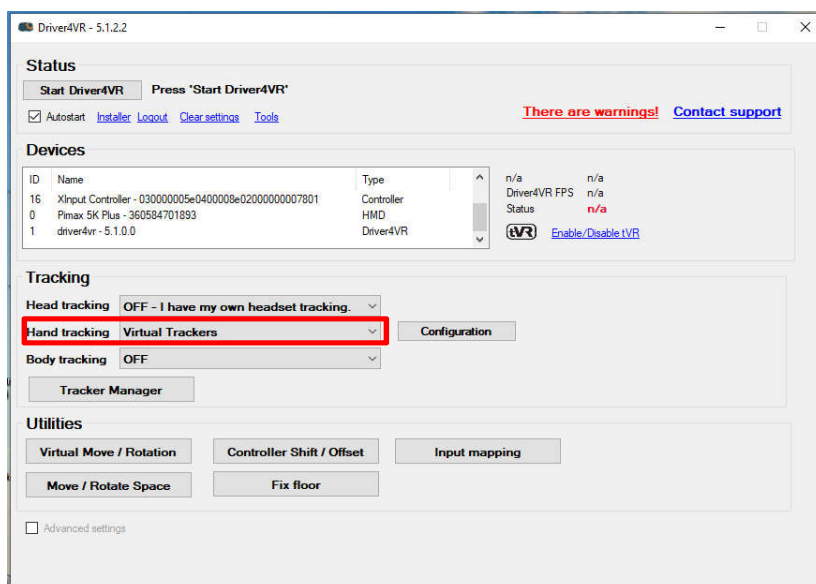 Driver4VR - 5.1.2.2
Status
Start Driver4VR Press 'Start Driver4VR'
Autostart Installer Logout Clear settings Tools There are warnings! Contact support
Devices
ID Name Type
16 XInput Controller - 030000005e0400008e02000000007801 Controller
0 Pimax 5K Plus - 360584701893 HMD
1 driver4vr - 5.1.0.0 Driver4VR
n/a n/a
Driver4VR FPS n/a
Status n/a
tVR Enable/Disable tVR
Tracking
Head tracking OFF - I have my own headset tracking.
Hand tracking Virtual Trackers Configuration
Body tracking OFF
Tracker Manager
Utilities
Virtual Move / Rotation Controller Shift / Offset Input mapping
Move / Rotate Space Fix floor
Advanced settings